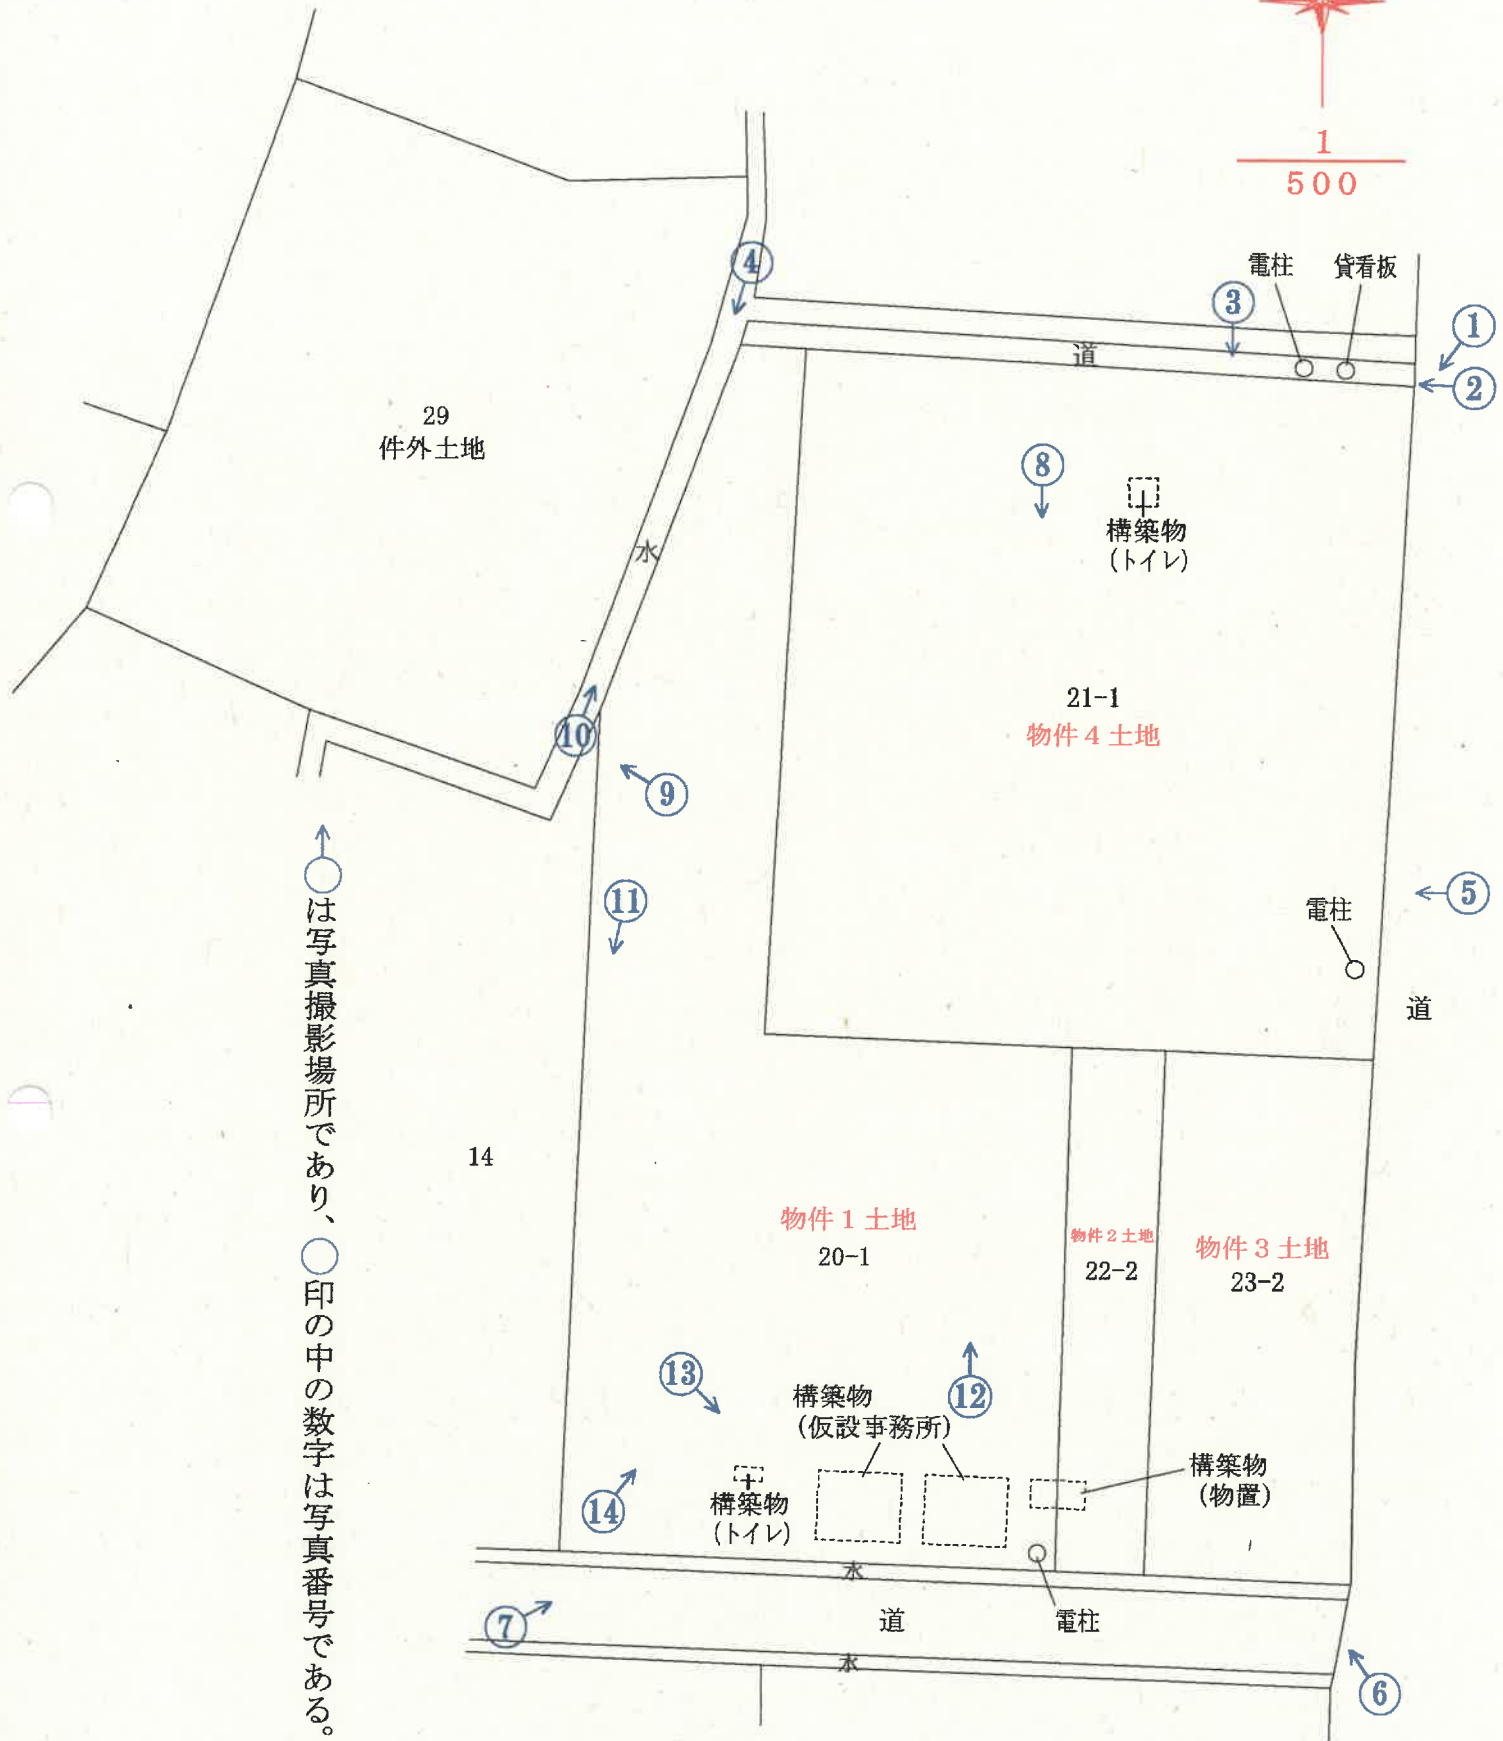 1
500
電柱
貸看板
④
③
①
道
②
29
件外土地
⑧
構築物
(トイレ)
水
21-1
物件4土地
⑩
⑨
⑤
⑪
電柱
道
14
物件1土地
20-1
物件2土地
22-2
物件3土地
23-2
⑬
⑫
構築物
(仮設事務所)
構築物
(物置)
⑭
構築物
(トイレ)
水
⑦
道
電柱
水
⑥
○は写真撮影場所であり、○印の中の数字は写真番号である。